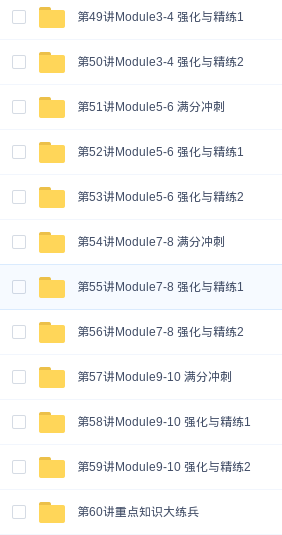 第49讲Module3-4 强化与精练1
第50讲Module3-4 强化与精练2
第51讲Module5-6 满分冲刺
第52讲Module5-6 强化与精练1
第53讲Module5-6 强化与精练2
第54讲Module7-8 满分冲刺
第55讲Module7-8 强化与精练1
第56讲Module7-8 强化与精练2
第57讲Module9-10 满分冲刺
第58讲Module9-10 强化与精练1
第59讲Module9-10 强化与精练2
第60讲重点知识大练兵